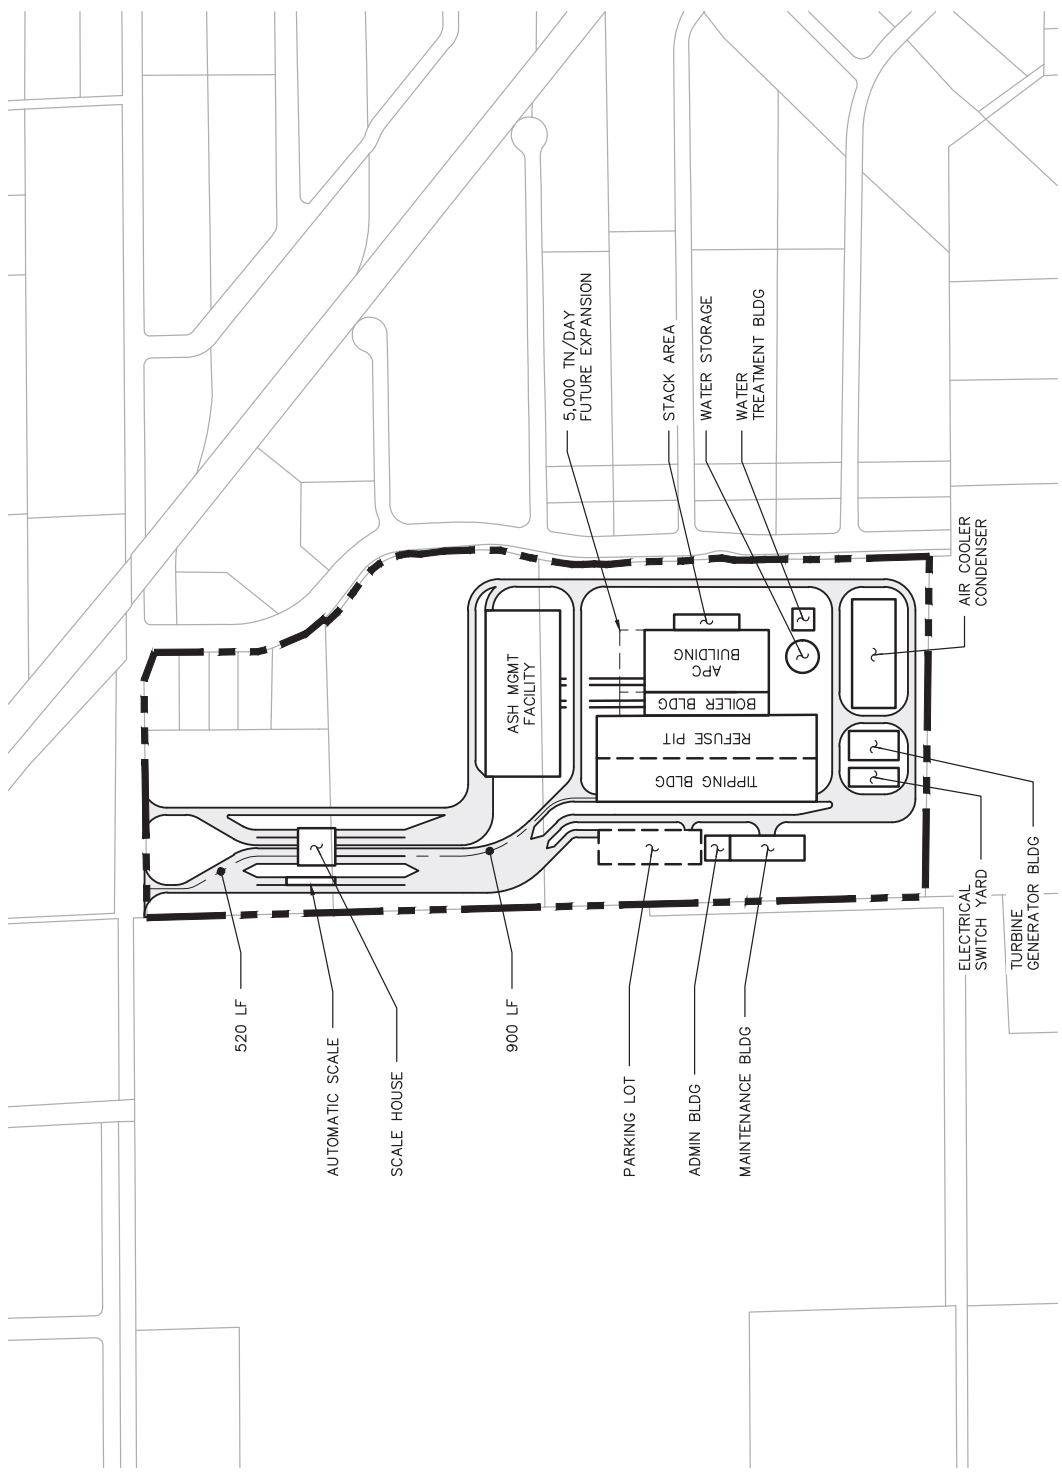 5,000 TN/DAY
FUTURE EXPANSION
STACK AREA
WATER STORAGE
WATER
TREATMENT BLDG
AIR COOLER
CONDENSER
ASH MGMT
FACILITY
APC
BUILDING
BOILER BLDG
REFUSE PIT
TIPPING BLDG
520 LF
AUTOMATIC SCALE
SCALE HOUSE
900 LF
PARKING LOT
ADMIN BLDG
MAINTENANCE BLDG
ELECTRICAL
SWITCH YARD
TURBINE
GENERATOR BLDG